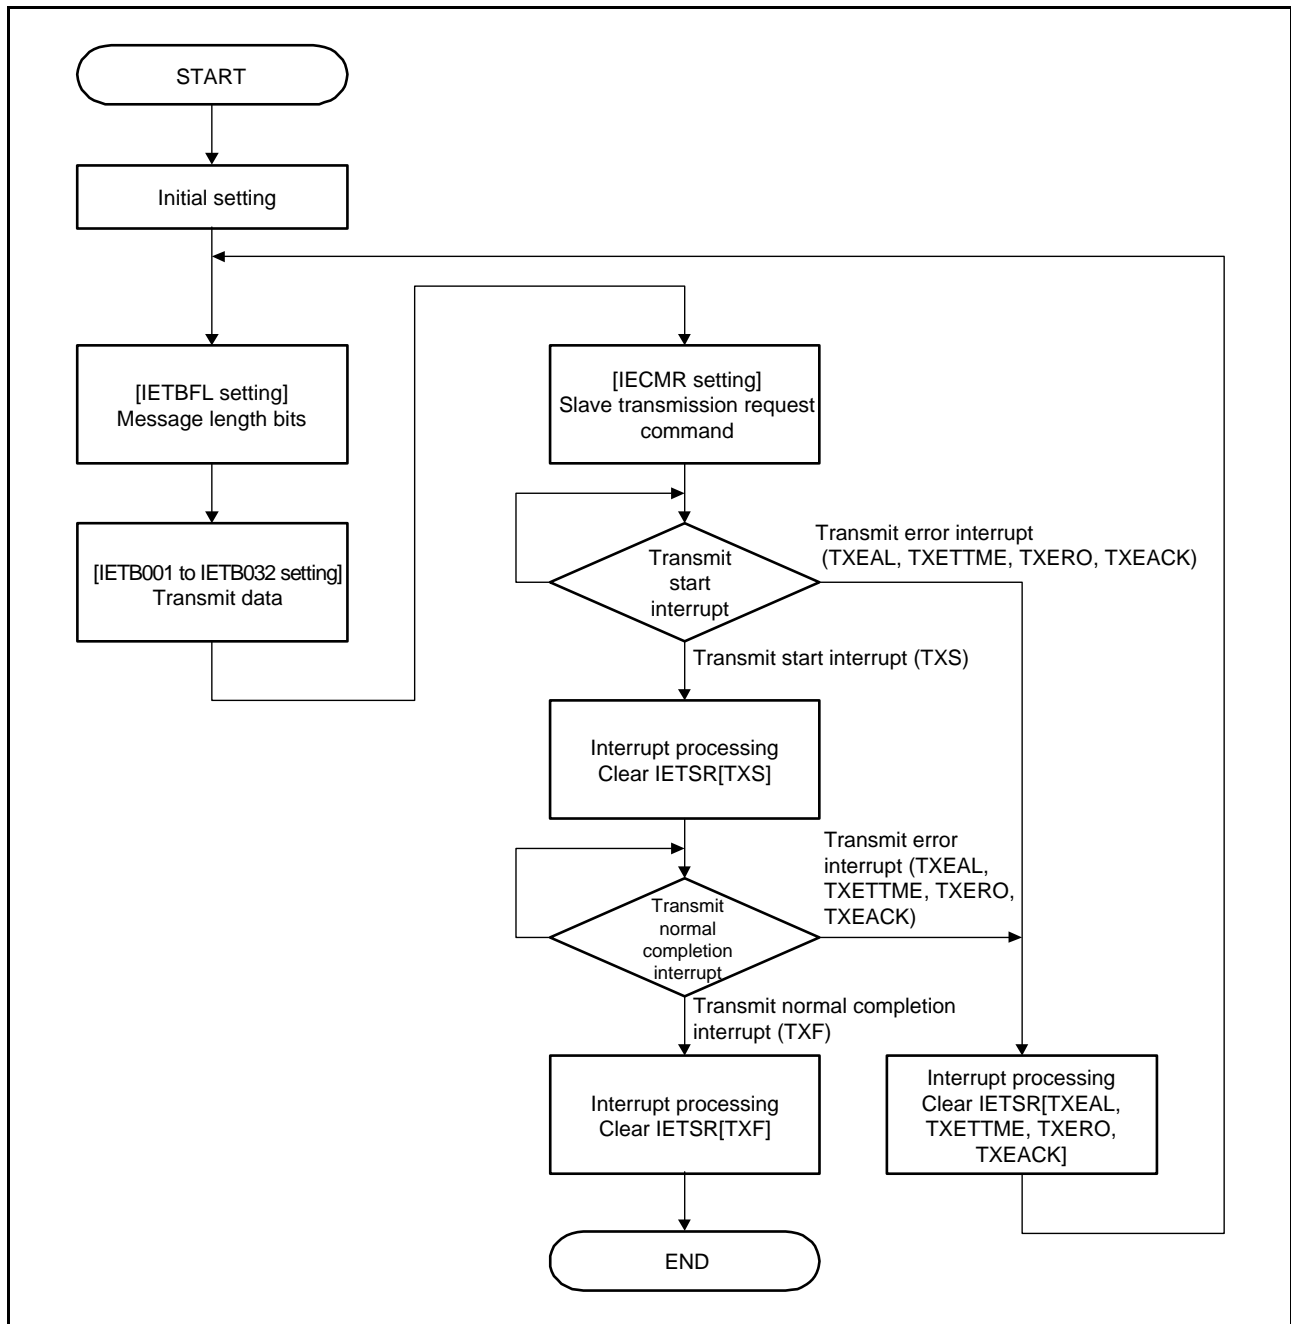 START
Initial setting
[IETBFL setting]
Message length bits
[IETB001 to IETB032 setting]
Transmit data
[IECMR setting]
Slave transmission request
command
Transmit
start
interrupt
Transmit error interrupt
(TXEAL, TXETTME, TXERO, TXEACK)
Transmit start interrupt (TXS)
Interrupt processing
Clear IETSR[TXS]
Transmit error
interrupt (TXEAL,
TXETTME, TXERO,
TXEACK)
Transmit
normal
completion
interrupt
Transmit normal completion
interrupt (TXF)
Interrupt processing
Clear IETSR[TXF]
Interrupt processing
Clear IETSR[TXEAL,
TXETTME, TXERO,
TXEACK]
END